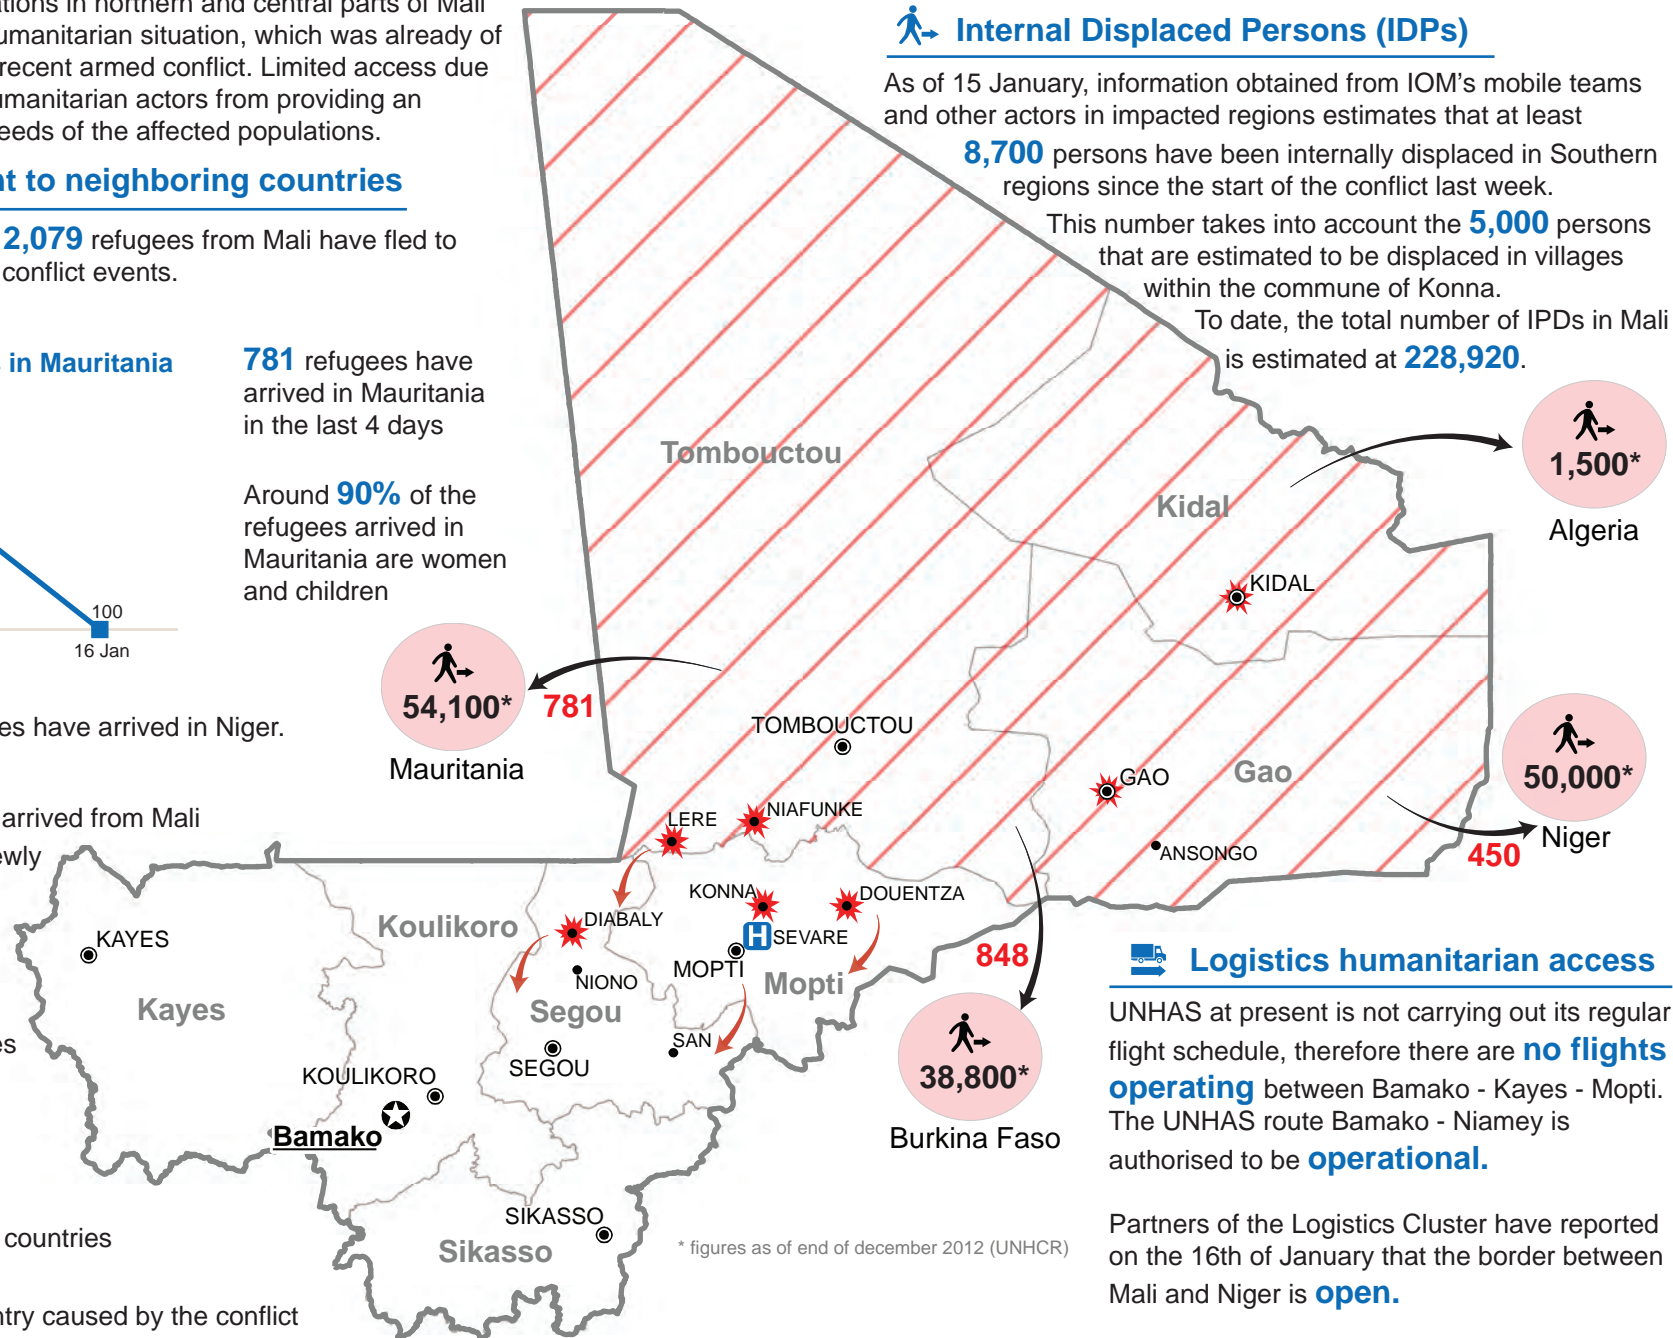 ations in northern and central parts of Mali
umanitarian situation, which was already of
recent armed conflict. Limited access due
umanitarian actors from providing an
eeds of the affected populations.
nt to neighboring countries
2,079 refugees from Mali have fled to
conflict events.
in Mauritania
781 refugees have
arrived in Mauritania
in the last 4 days
Around 90% of the
refugees arrived in
Mauritania are women
and children
100
16 Jan
es have arrived in Niger.
arrived from Mali
ewly
es
countries
ntry caused by the conflict
Internal Displaced Persons (IDPs)
As of 15 January, information obtained from IOM's mobile teams
and other actors in impacted regions estimates that at least
8,700 persons have been internally displaced in Southern
regions since the start of the conflict last week.
This number takes into account the 5,000 persons
that are estimated to be displaced in villages
within the commune of Konna.
To date, the total number of IPDs in Mali
is estimated at 228,920.
1,500*
Algeria
Tombouctou
Kidal
KIDAL
54,100*
781
Mauritania
TOMBOUCTOU
GAO
Gao
50,000*
Niger
450
LERE
NIAFUNKE
ANSONGO
KONNA
DOUENTZA
DIABALY
H SEVARE
MOPTI
Mopti
NIONO
Koulikoro
KAYES
Kayes
Segou
SEGOU
SAN
KOULIKORO
Bamako
SIKASSO
Sikasso
848
38,800*
Burkina Faso
* figures as of end of december 2012 (UNHCR)
Logistics humanitarian access
UNHAS at present is not carrying out its regular
flight schedule, therefore there are no flights
operating between Bamako - Kayes - Mopti.
The UNHAS route Bamako - Niamey is
authorised to be operational.
Partners of the Logistics Cluster have reported
on the 16th of January that the border between
Mali and Niger is open.